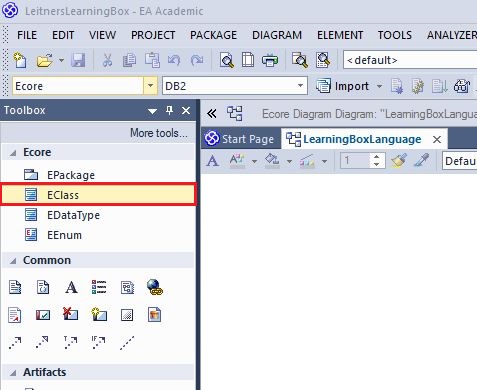 LeitnersLearningBox - EA Academic
FILE EDIT VIEW PROJECT PACKAGE DIAGRAM ELEMENT TOOLS ANALYZER
<default>
Ecore DB2 Import
Toolbox
Ecore Diagram Diagram: "LearningBoxLangua
More tools...
Start Page LearningBoxLanguage
Ecore
A 1 Defau
EPackage
EClass
EDataType
EEnum
Common
Artifacts